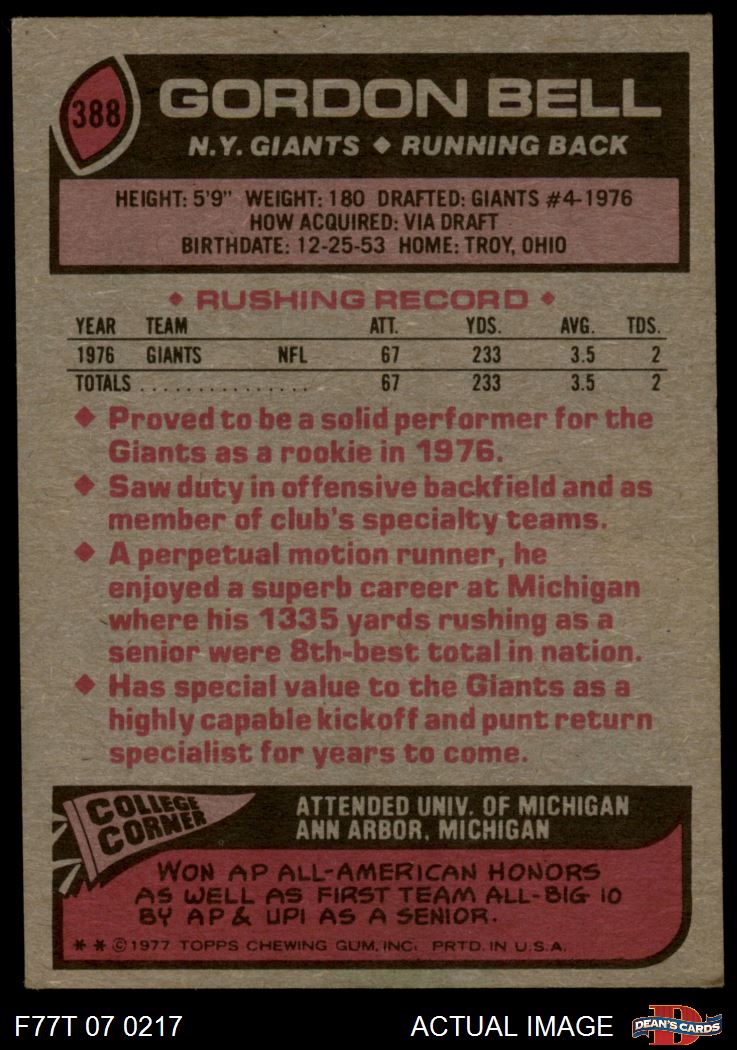 388
GORDON BELL
N.Y. GIANTS ◆ RUNNING BACK
HEIGHT: 5'9" WEIGHT: 180 DRAFTED: GIANTS #4-1976
HOW ACQUIRED: VIA DRAFT
BIRTHDATE: 12-25-53 HOME: TROY, OHIO
◆ RUSHING RECORD ◆
YEAR TEAM ATT. YDS. AVG. TDS.
1976 GIANTS NFL 67 233 3.5 2
TOTALS . . . . . . . . . . . . . . . . 67 233 3.5 2
◆ Proved to be a solid performer for the
Giants as a rookie in 1976.
◆ Saw duty in offensive backfield and as
member of club's specialty teams.
◆ A perpetual motion runner, he
enjoyed a superb career at Michigan
where his 1335 yards rushing as a
senior were 8th-best total in nation.
◆ Has special value to the Giants as a
highly capable kickoff and punt return
specialist for years to come.
COLLEGE
CORNER
ATTENDED UNIV. OF MICHIGAN
ANN ARBOR, MICHIGAN
WON AP ALL-AMERICAN HONORS
AS WELL AS FIRST TEAM ALL-BIG 10
BY AP & UPI AS A SENIOR.
* * © 1977 TOPPS CHEWING GUM, INC. PRTD. IN U.S.A.
F77T 07 0217
ACTUAL IMAGE
D
DEAN'S CARDS